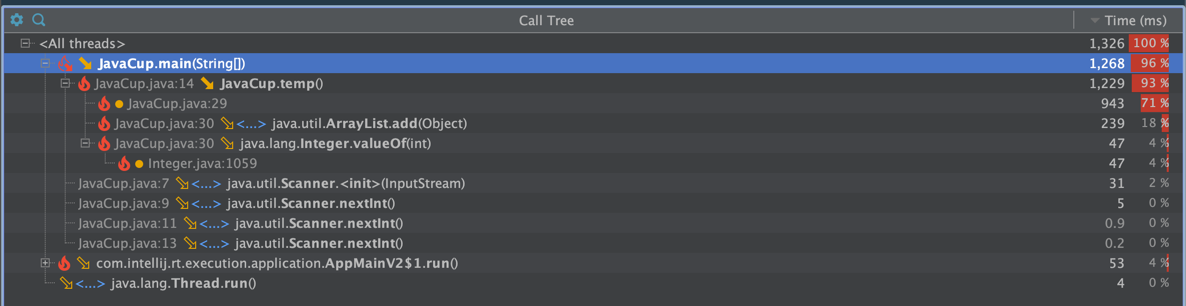 Call Tree Time (ms)
<All threads> 1,326 100 %
JavaCup.main(String[]) 1,268 96 %
JavaCup.java:14 JavaCup.temp() 1,229 93 %
JavaCup.java:29 943 71 %
JavaCup.java:30 <...> java.util.ArrayList.add(Object) 239 18 %
JavaCup.java:30 java.lang.Integer.valueOf(int) 47 4 %
Integer.java:1059 47 4 %
JavaCup.java:7 <...> java.util.Scanner.<init>(InputStream) 31 2 %
JavaCup.java:9 <...> java.util.Scanner.nextInt() 5 0 %
JavaCup.java:11 <...> java.util.Scanner.nextInt() 0.9 0 %
JavaCup.java:13 <...> java.util.Scanner.nextInt() 0.2 0 %
com.intellij.rt.execution.application.AppMainV2$1.run() 53 4 %
<...> java.lang.Thread.run() 4 0 %